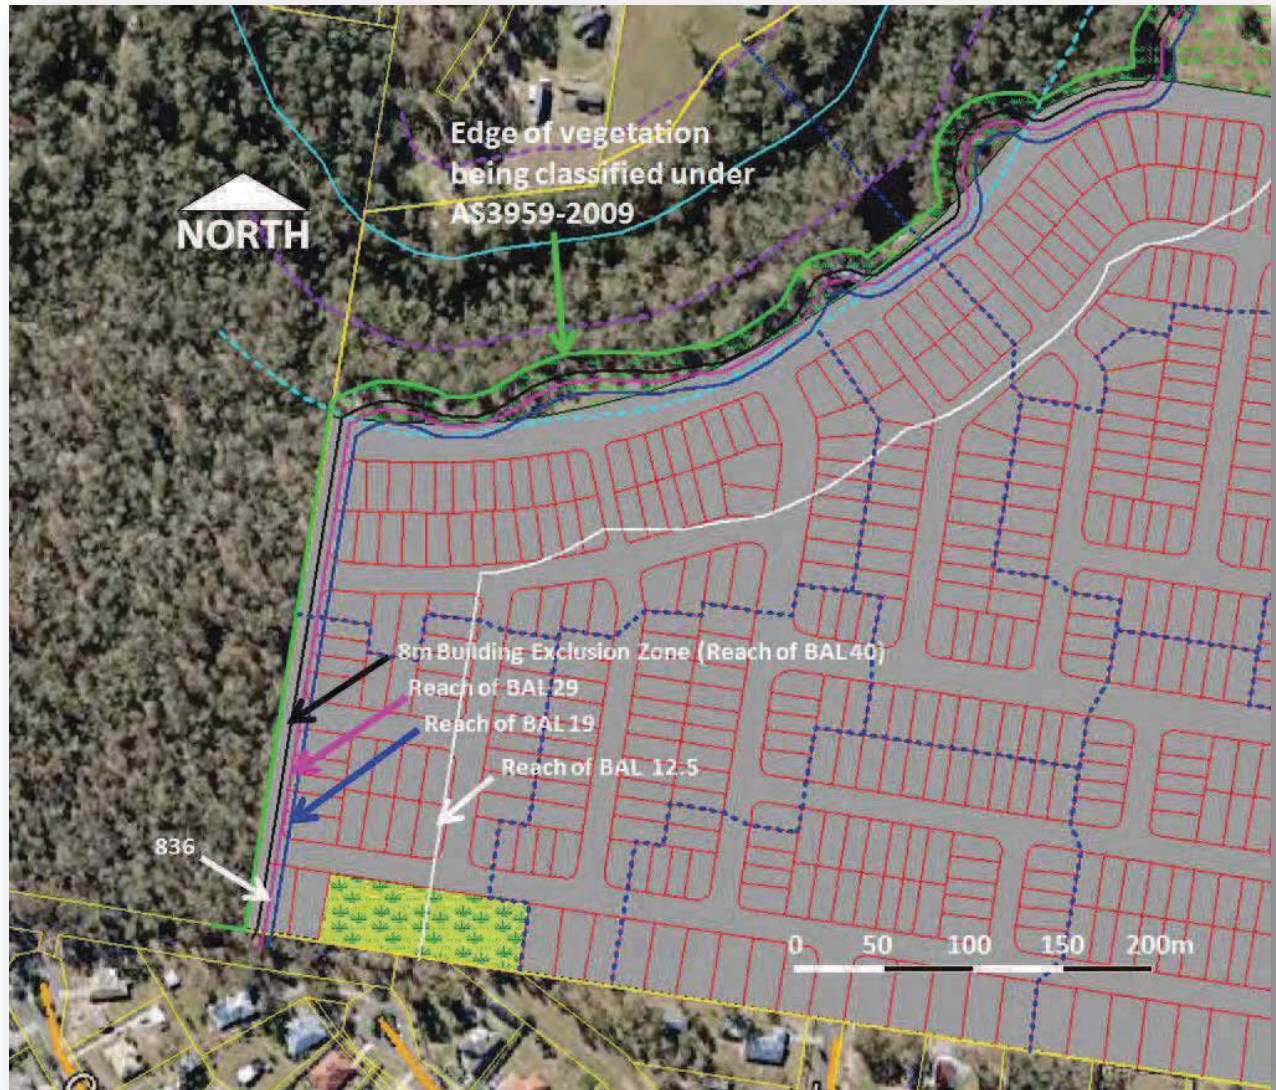 Edge of vegetation
being classified under
AS3959-2009
NORTH
8m Building Exclusion Zone (Reach of BAL 40)
Reach of BAL 29
Reach of BAL 19
Reach of BAL 12.5
836
0 50 100 150 200m